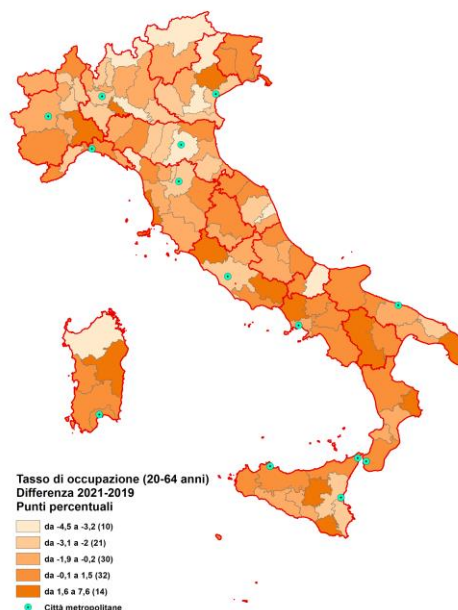 Tasso di occupazione (20-64 anni)
Differenza 2021-2019
Punti percentuali
da -4,5 a -3,2 (10)
da -3,1 a -2 (21)
da -1,9 a -0,2 (30)
da -0,1 a 1,5 (32)
da 1,6 a 7,6 (14)
Città metropolitane